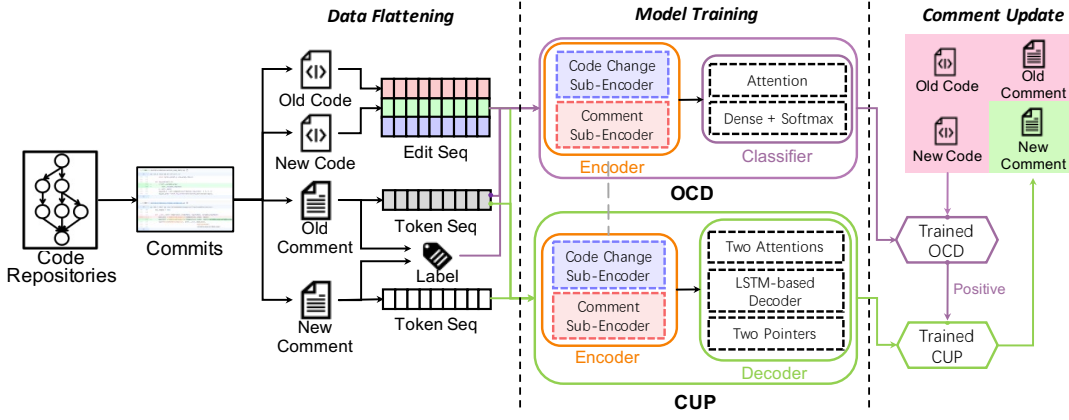 Data Flattening
Model Training
Comment Update
Old Code
New Code
Edit Seq
Code
Repositories
Commits
Old
Comment
Token Seq
Label
New
Comment
Token Seq
Code Change
Sub-Encoder
Comment
Sub-Encoder
Encoder
Attention
Dense + Softmax
Classifier
OCD
Code Change
Sub-Encoder
Comment
Sub-Encoder
Encoder
Two Attentions
LSTM-based
Decoder
Two Pointers
Decoder
CUP
Old Code
Old
Comment
New Code
New
Comment
Trained
OCD
Positive
Trained
CUP